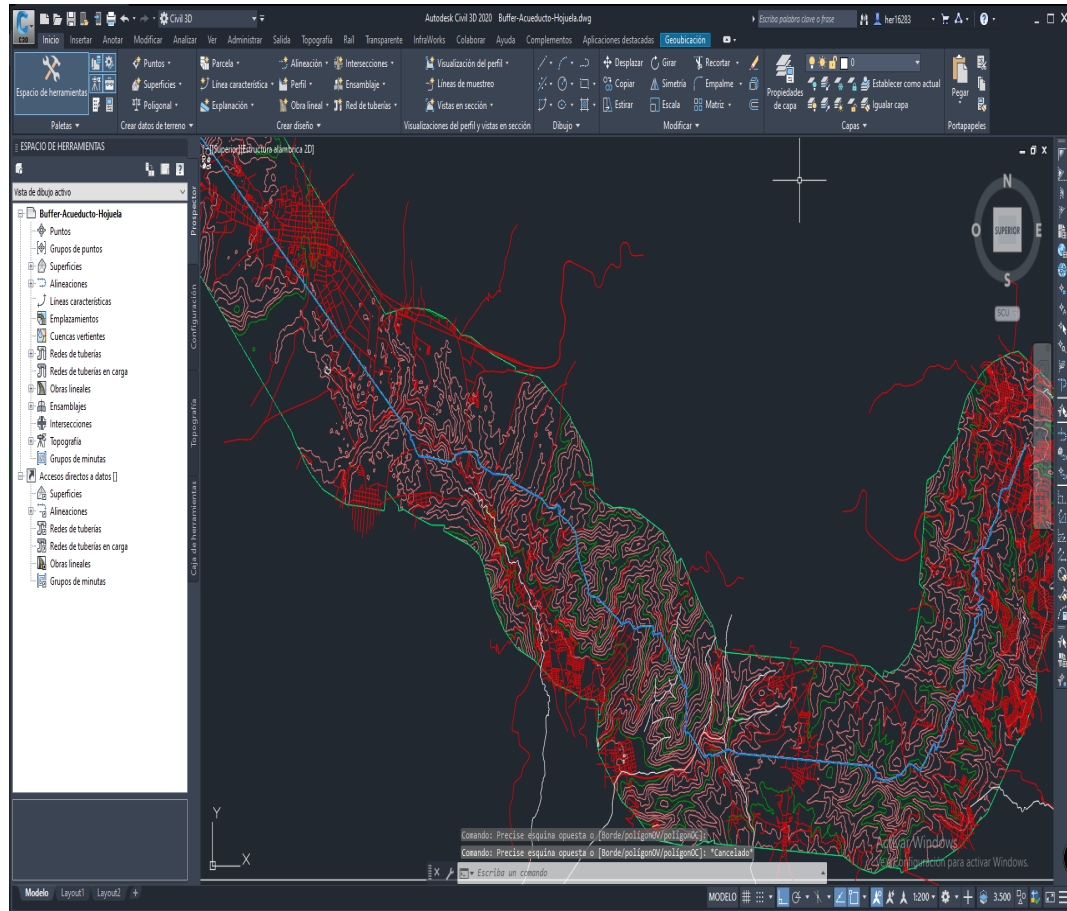 Civil 3D
Autodesk Civil 3D 2020 Buffer-Acueducto-Hojuela.dwg
Escriba palabra clave o frase
her16283
C3D
Inicio Insertar Anotar Modificar Analizar Ver Administrar Salida Topografía Rail Transparente InfraWorks Colaborar Ayuda Complementos Aplicaciones destacadas Geoubicación
Espacio de herramientas
Paletas
Puntos
Superficies
Poligonal
Crear datos de terreno
Parcela
Línea característica
Explanación
Alineación
Perfil
Obra lineal
Intersecciones
Ensamblaje
Red de tuberías
Crear diseño
Visualización del perfil
Líneas de muestreo
Vistas en sección
Visualizaciones del perfil y vistas en sección
Dibujo
Desplazar
Copiar
Estirar
Girar
Simetría
Escala
Recortar
Empalme
Matriz
Modificar
Propiedades
de capa
0
Establecer como actual
Igualar capa
Capas
Pegar
Portapapeles
ESPACIO DE HERRAMIENTAS
Vista de dibujo activo
Buffer-Acueducto-Hojuela
Puntos
Grupos de puntos
Superficies
Alineaciones
Líneas características
Emplazamientos
Cuencas vertientes
Redes de tuberías
Redes de tuberías en carga
Obras lineales
Ensamblajes
Intersecciones
Topografía
Grupos de minutas
Accesos directos a datos []
Superficies
Alineaciones
Redes de tuberías
Redes de tuberías en carga
Obras lineales
Grupos de minutas
Prospector
Configuración
Topografía
Caja de herramientas
[-][Superior][Estructura alámbrica 2D]
N
O SUPERIOR E
S
SCU
Y
X
Comando: Precise esquina opuesta o [Borde/polígonOV/polígonOC]:
Comando: Precise esquina opuesta o [Borde/polígonOV/polígonOC]: *Cancelado*
Escriba un comando
Activar Windows
Configuración para activar Windows.
Modelo Layout1 Layout2 +
MODELO 1:200 3.500